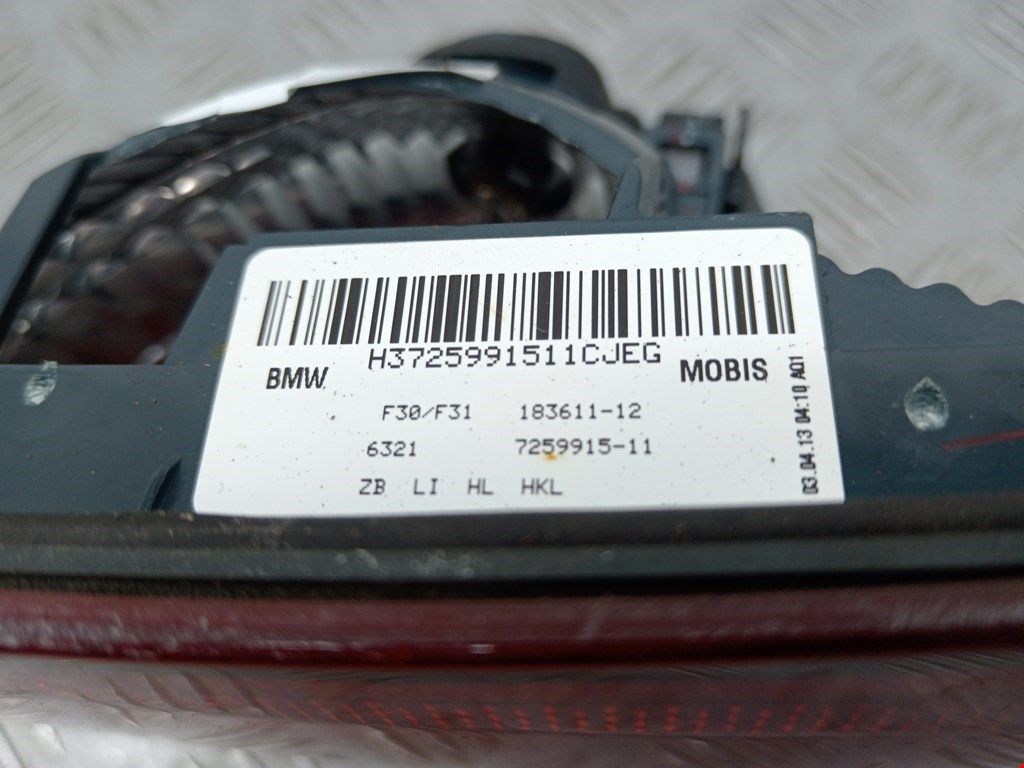 H3725991511CJEG
BMW
MOBIS
F30/F31 183611-12
6321 7259915-11
ZB LI HL HKL
03.04.13 04:10 A01